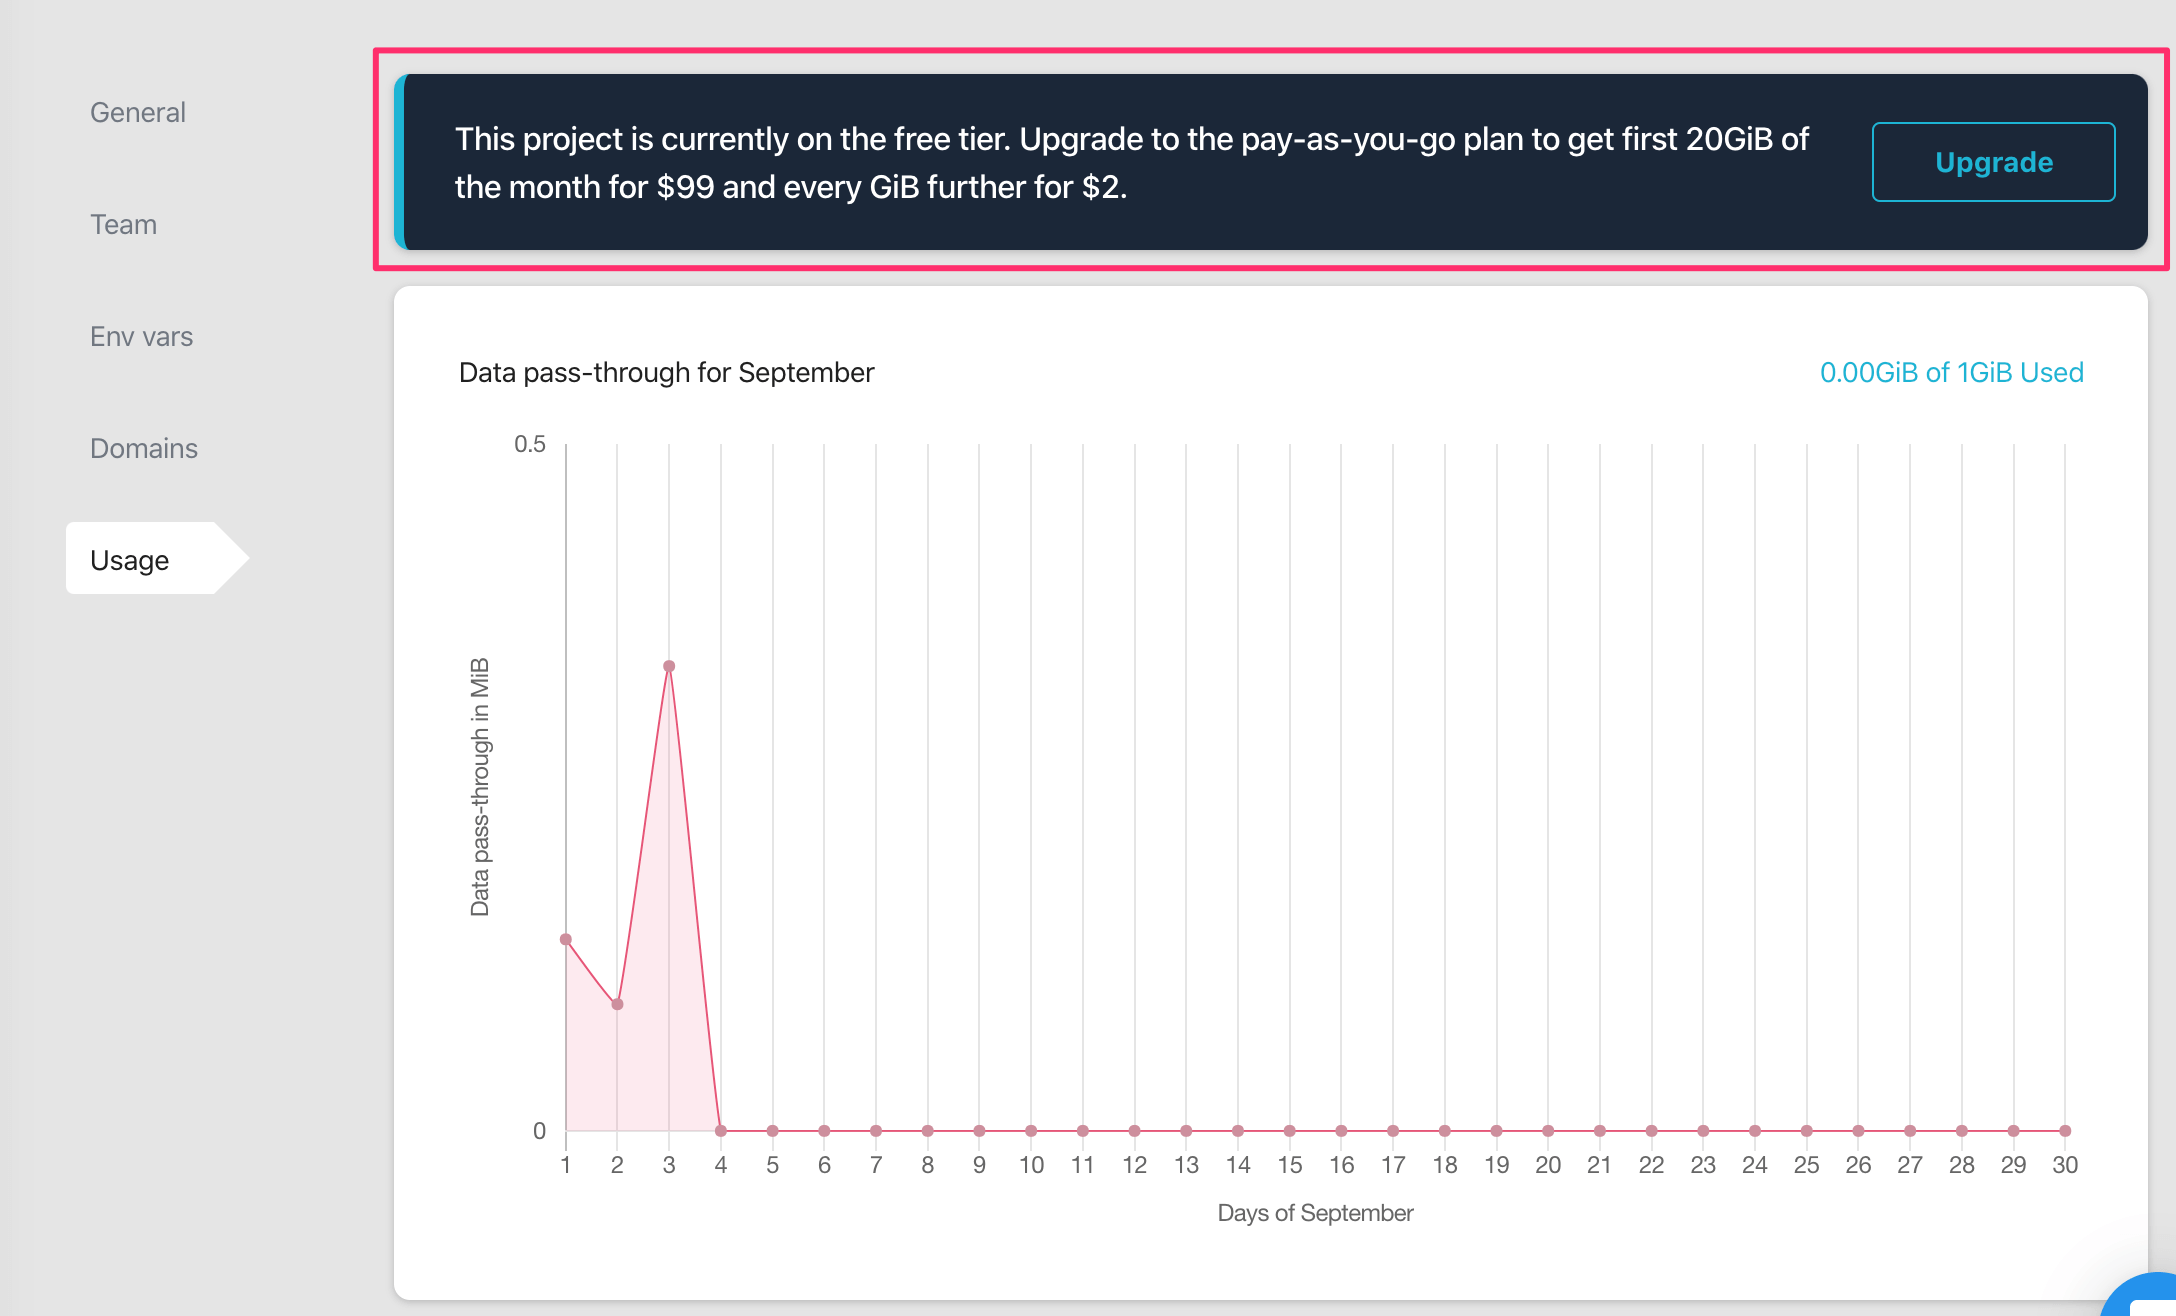 General
Team
Env vars
Domains
Usage
This project is currently on the free tier. Upgrade to the pay-as-you-go plan to get first 20GiB of
the month for $99 and every GiB further for $2.
Upgrade
Data pass-through for September
0.00GiB of 1GiB Used
0.5
Data pass-through in MiB
0
1 2 3 4 5 6 7 8 9 10 11 12 13 14 15 16 17 18 19 20 21 22 23 24 25 26 27 28 29 30
Days of September